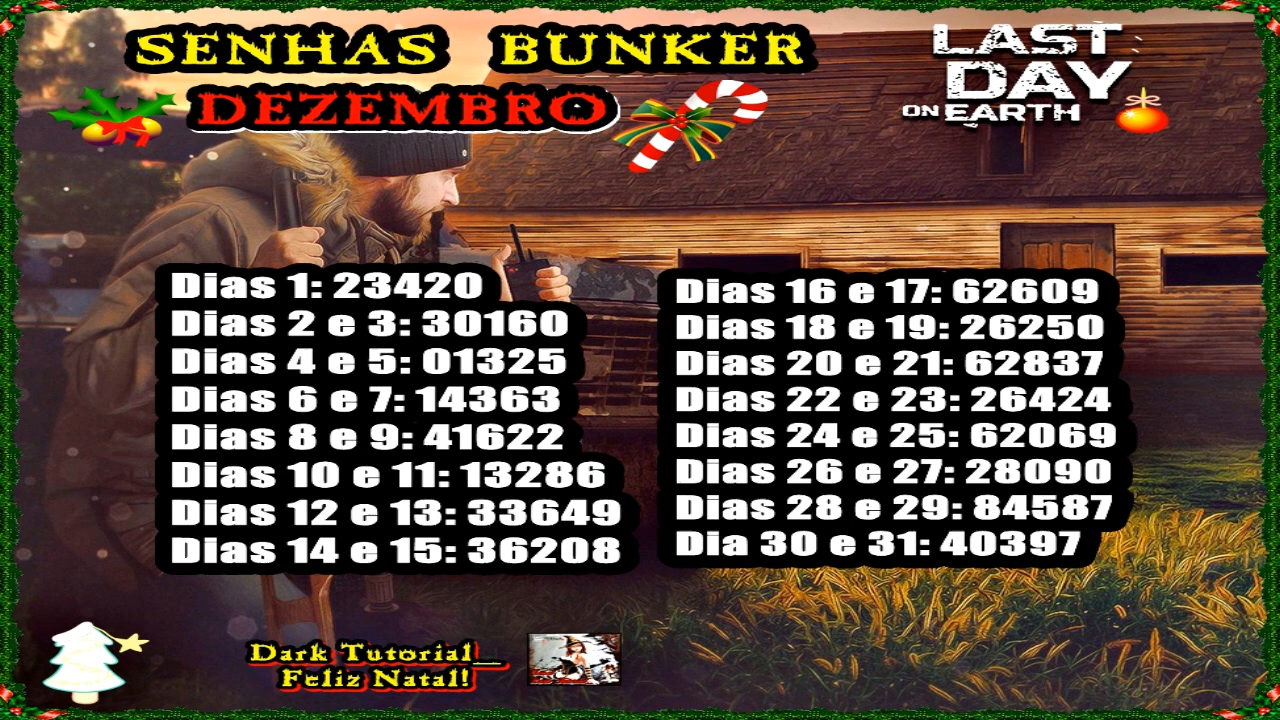 SENHAS BUNKER
DEZEMBRO
LAST
DAY
ON EARTH
Dias 1: 23420
Dias 2 e 3: 30160
Dias 4 e 5: 01325
Dias 6 e 7: 14363
Dias 8 e 9: 41622
Dias 10 e 11: 13286
Dias 12 e 13: 33649
Dias 14 e 15: 36208
Dias 16 e 17: 62609
Dias 18 e 19: 26250
Dias 20 e 21: 62837
Dias 22 e 23: 26424
Dias 24 e 25: 62069
Dias 26 e 27: 28090
Dias 28 e 29: 84587
Dia 30 e 31: 40397
Dark Tutorial__
Feliz Natal!